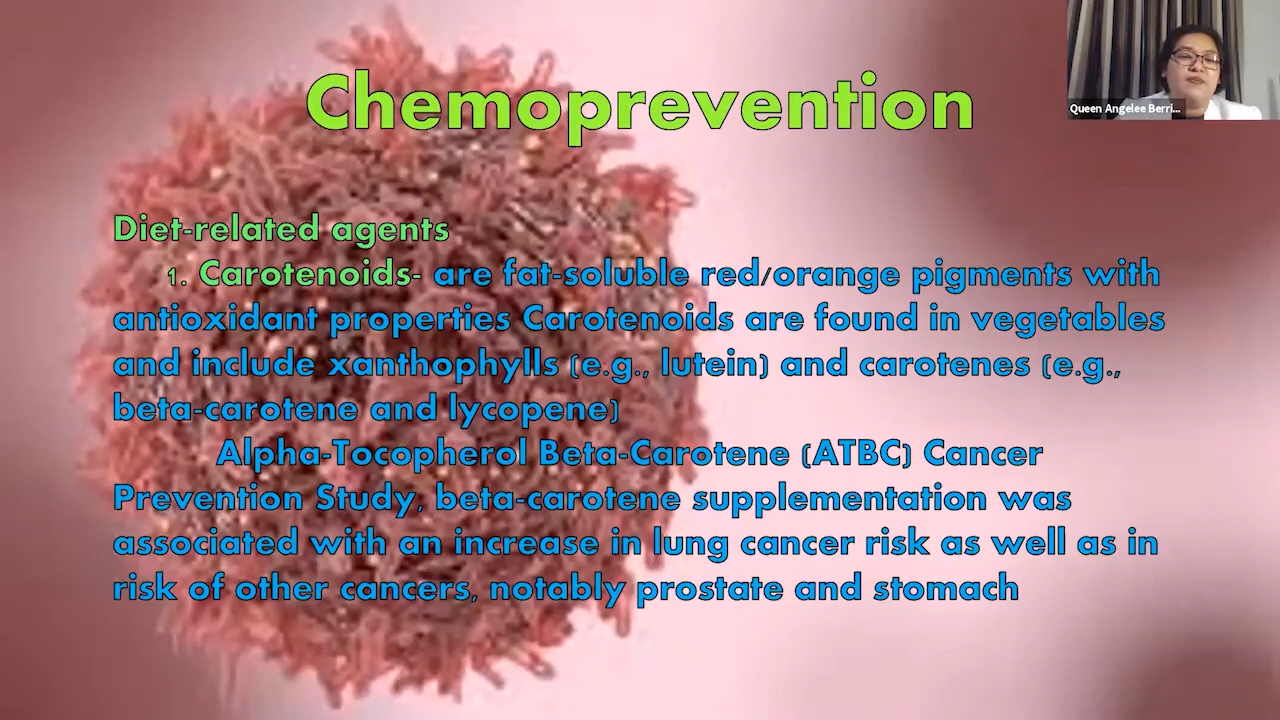 Chemoprevention
Queen Angelee Berri...
Diet-related agents
1. Carotenoids- are fat-soluble red/orange pigments with
antioxidant properties Carotenoids are found in vegetables
and include xanthophylls (e.g., lutein) and carotenes (e.g.,
beta-carotene and lycopene)
Alpha-Tocopherol Beta-Carotene (ATBC) Cancer
Prevention Study, beta-carotene supplementation was
associated with an increase in lung cancer risk as well as in
risk of other cancers, notably prostate and stomach